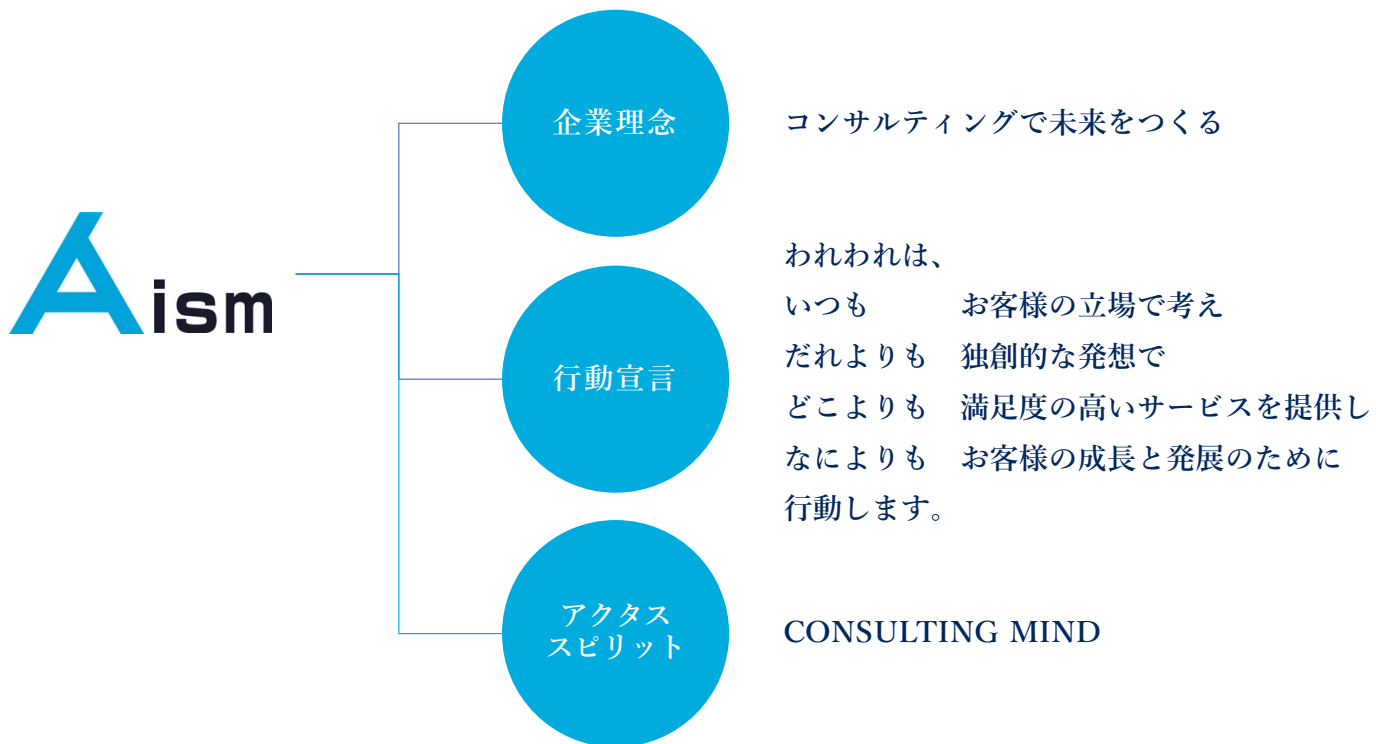 Aism
企業理念
コンサルティングで未来をつくる
行動宣言
われわれは、
いつも　　　お客様の立場で考え
だれよりも　独創的な発想で
どこよりも　満足度の高いサービスを提供し
なによりも　お客様の成長と発展のために
行動します。
アクタス
スピリット
CONSULTING MIND